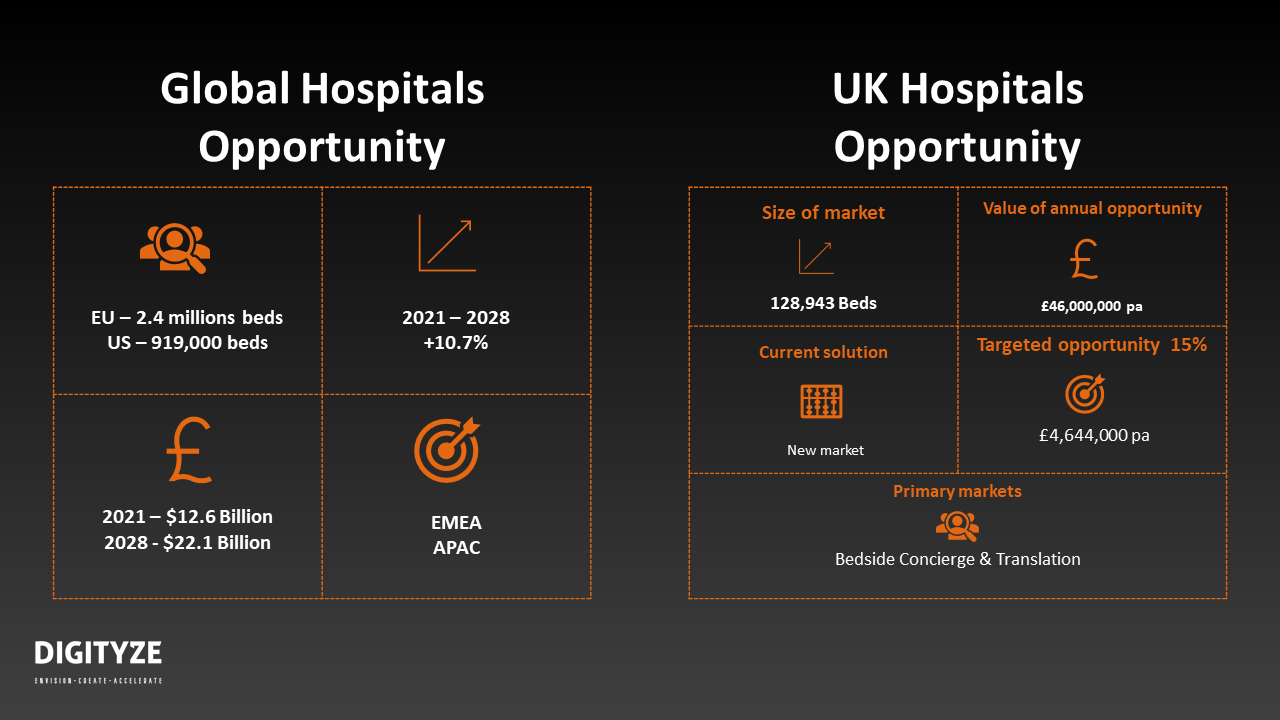 Global Hospitals
Opportunity
EU – 2.4 millions beds
US – 919,000 beds
2021 – 2028
+10.7%
£
2021 – $12.6 Billion
2028 - $22.1 Billion
EMEA
APAC
UK Hospitals
Opportunity
Size of market
128,943 Beds
Value of annual opportunity
£
£46,000,000 pa
Current solution
New market
Targeted opportunity 15%
£4,644,000 pa
Primary markets
Bedside Concierge & Translation
DIGITYZE
ENVISION-CREATE-ACCELERATE